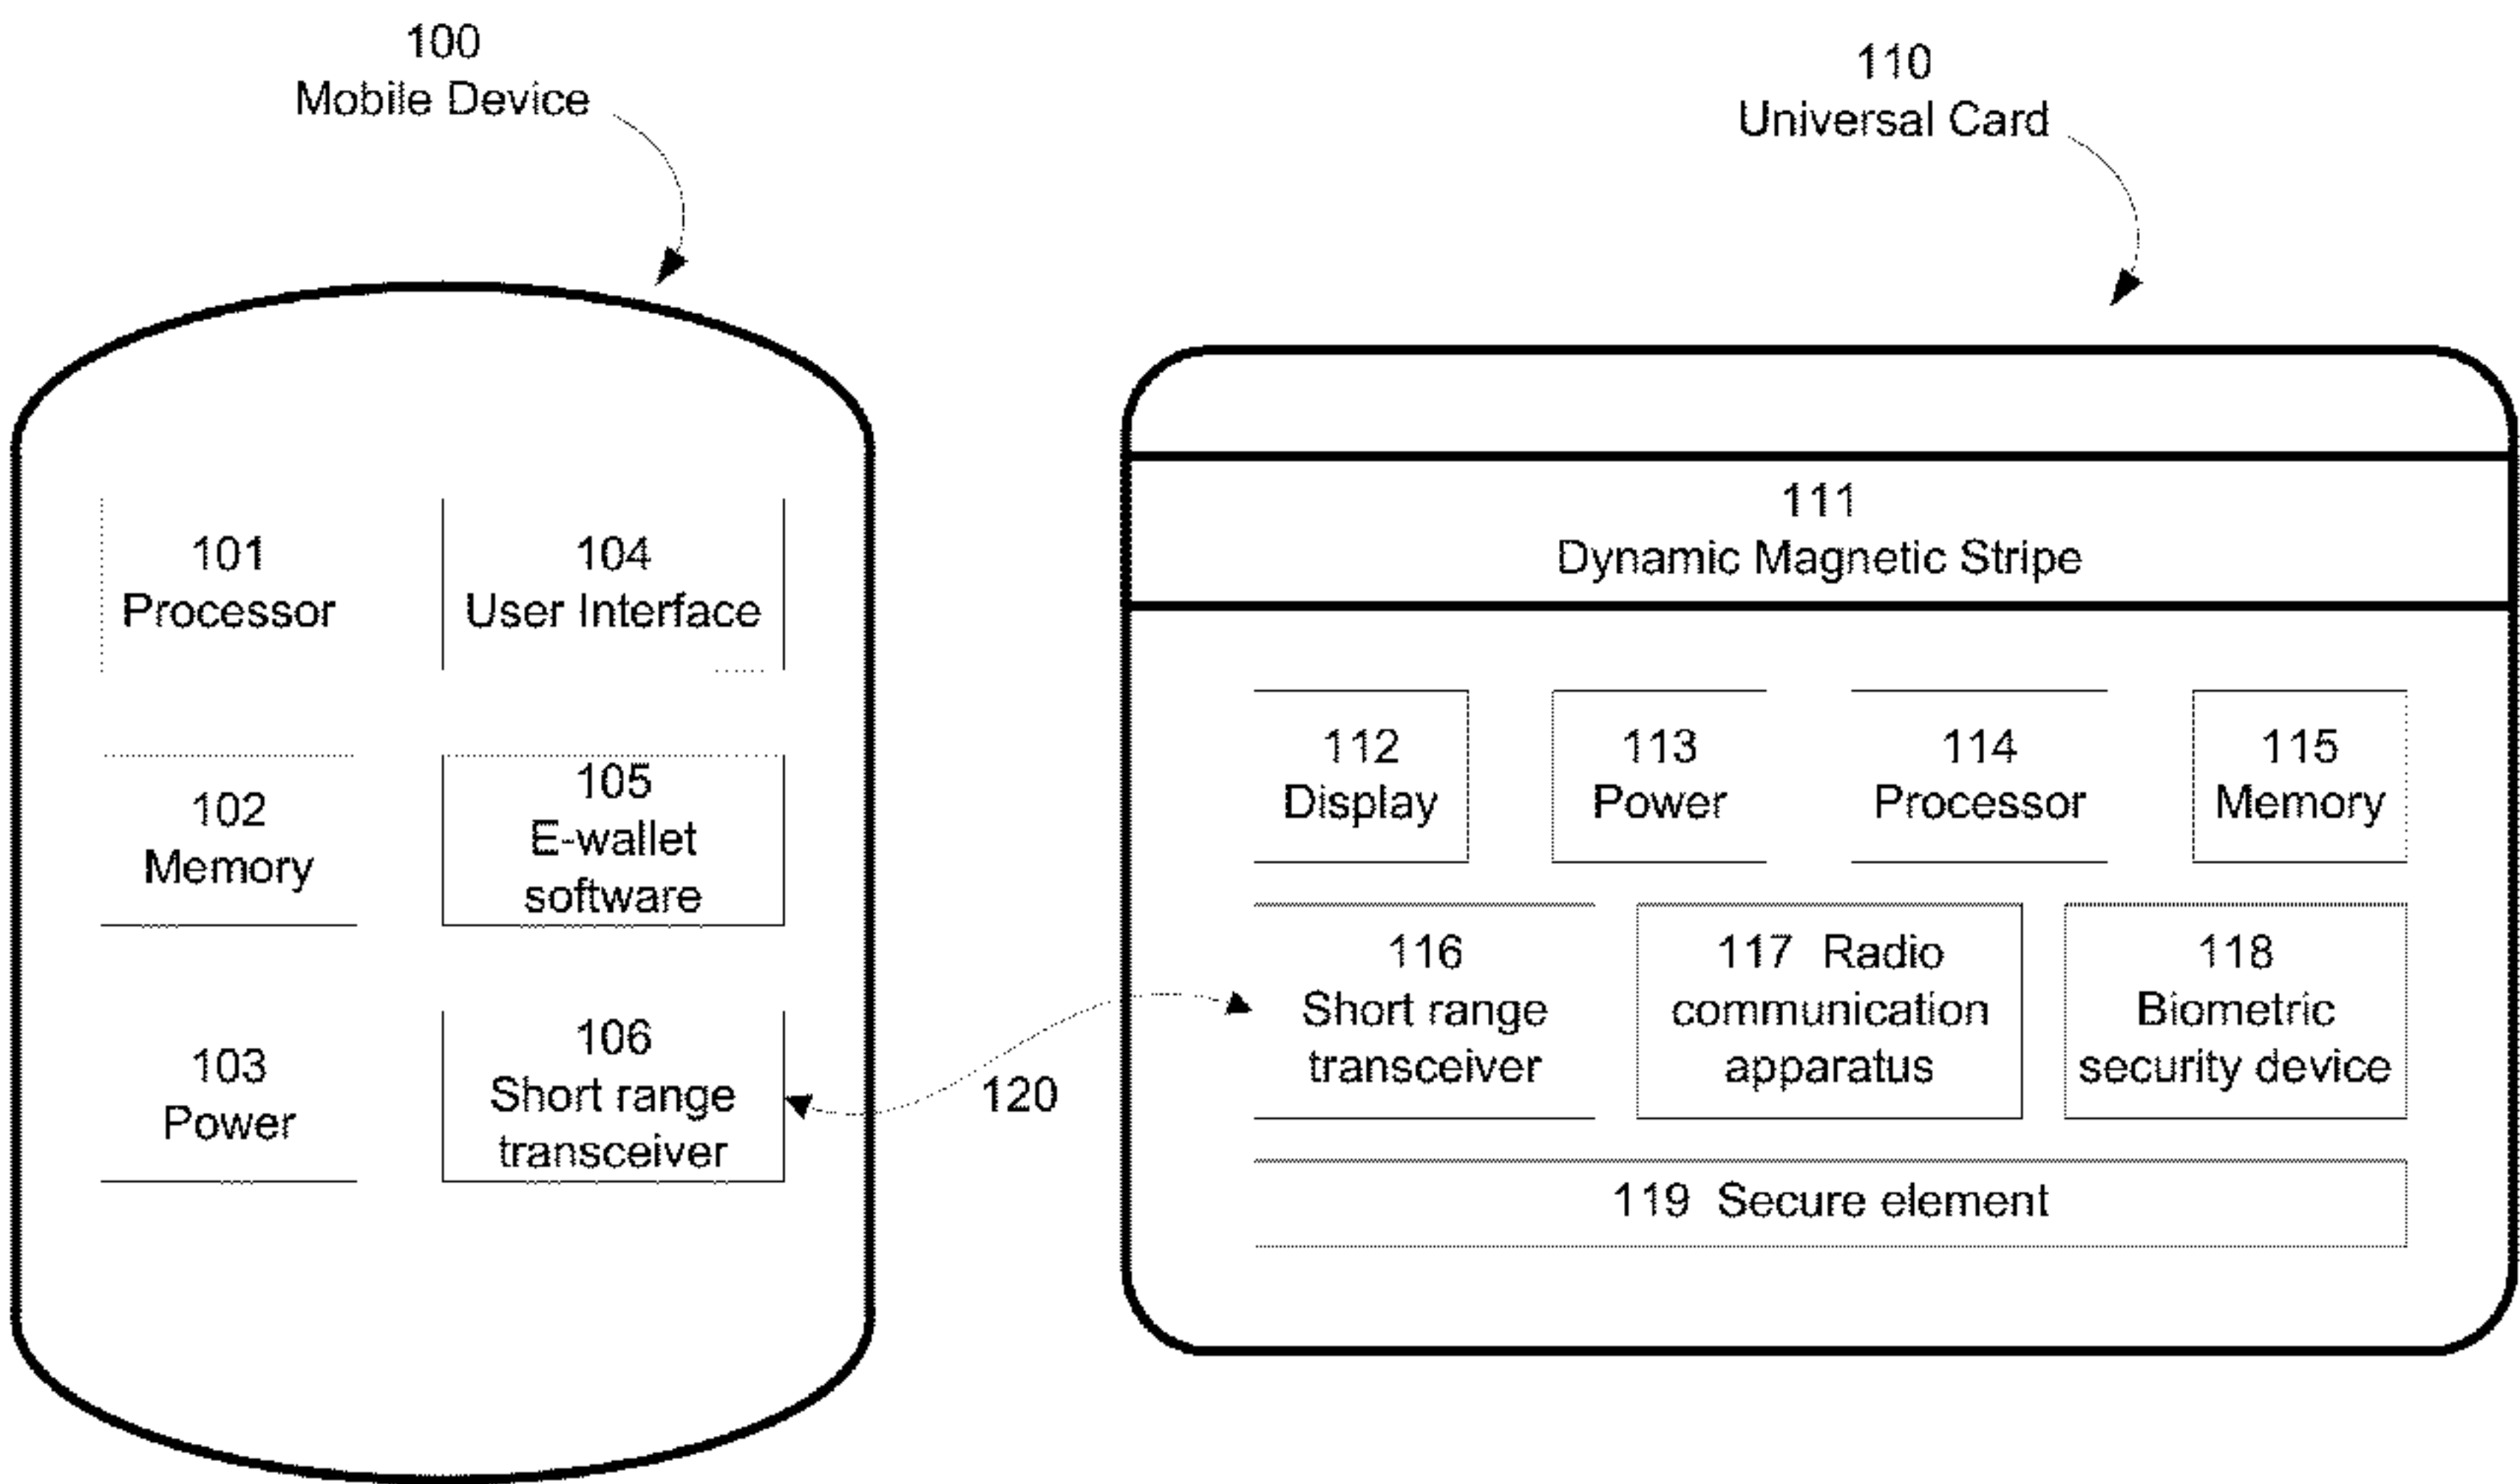 100
Mobile Device
110
Universal Card
101
Processor
104
User Interface
102
Memory
105
E-wallet
software
103
Power
106
Short range
transceiver
120
111
Dynamic Magnetic Stripe
112
Display
113
Power
114
Processor
115
Memory
116
Short range
transceiver
117 Radio
communication
apparatus
118
Biometric
security device
119 Secure element